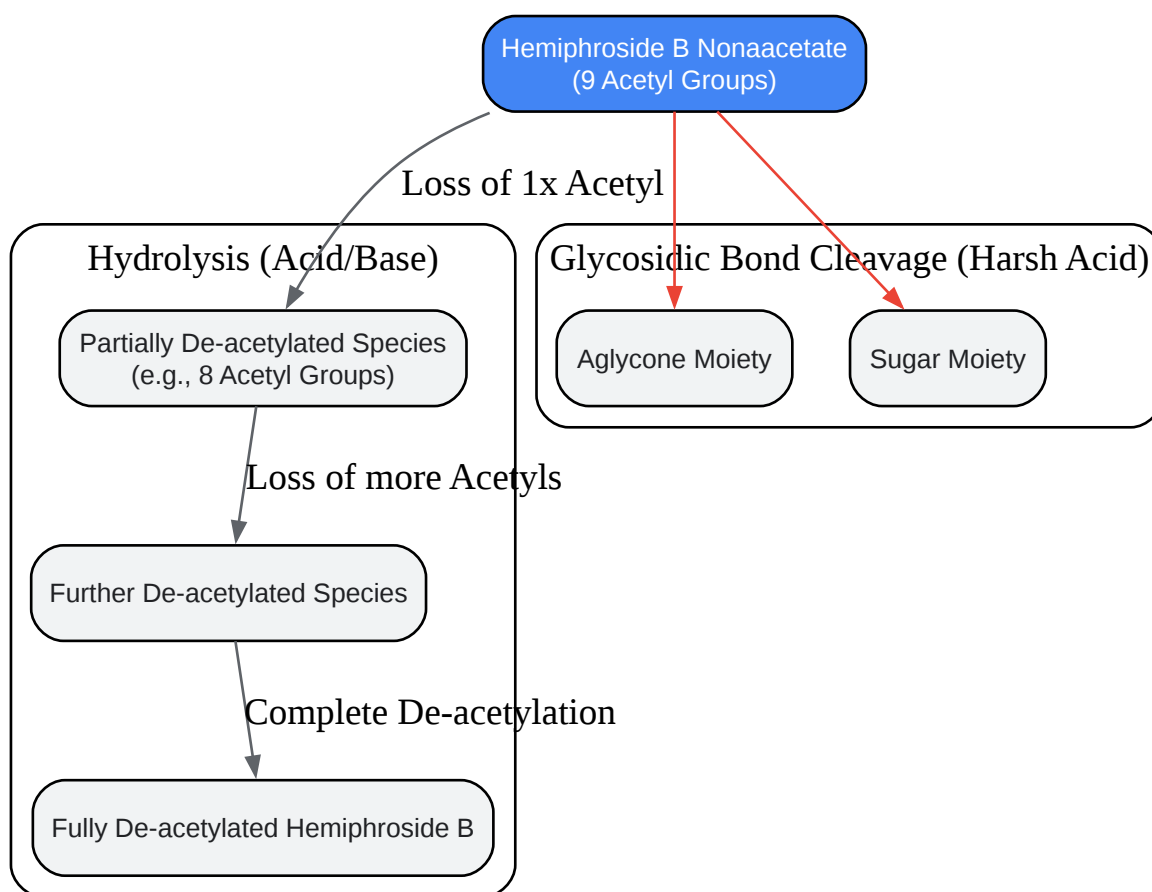 Hemiphroside B Nonaacetate
(9 Acetyl Groups)
Loss of 1x Acetyl
Hydrolysis (Acid/Base)
Glycosidic Bond Cleavage (Harsh Acid)
Partially De-acetylated Species
(e.g., 8 Acetyl Groups)
Aglycone Moiety
Sugar Moiety
Loss of more Acetyls
Further De-acetylated Species
Complete De-acetylation
Fully De-acetylated Hemiphroside B